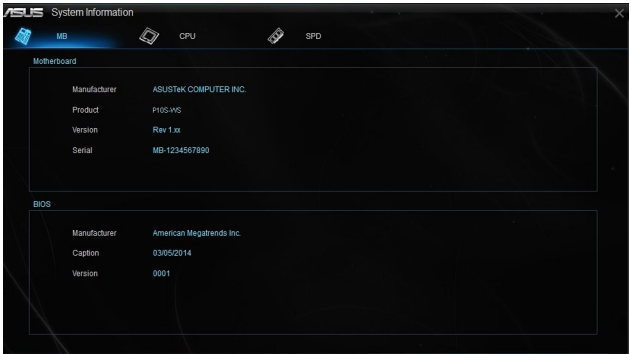 ASUS System Information
MB CPU SPD
Motherboard
Manufacturer ASUSTeK COMPUTER INC.
Product P10S-WS
Version Rev 1.xx
Serial MB-1234567890
BIOS
Manufacturer American Megatrends Inc.
Caption 03/05/2014
Version 0001